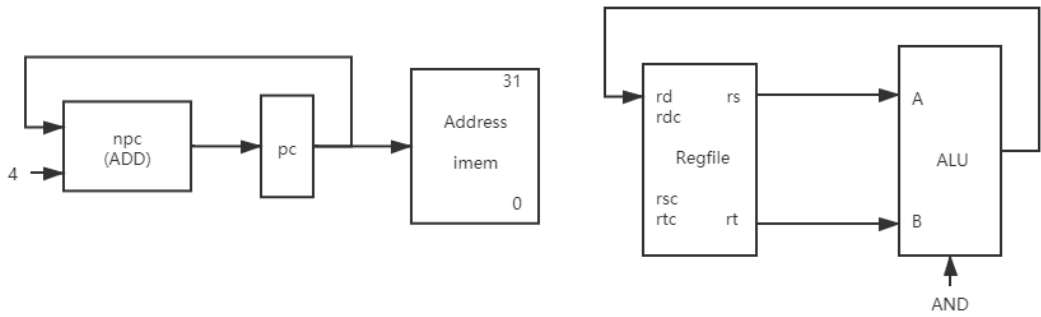 4
npc
(ADD)
pc
31
Address
imem
0
rd
rs
rdc
Regfile
rsc
rtc
rt
A
ALU
B
AND